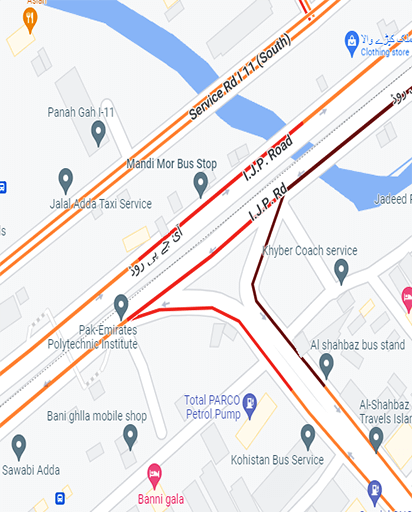 Asian
Service Rd I 11 (South)
Clothing store
Panah Gah I-11
I.J.P. Road
Mandi Mor Bus Stop
Jalal Adda Taxi Service
I.J.P. Rd
Jadeed F
آئی جے پی روڈ
Khyber Coach service
Pak-Emirates
Polytechnic Institute
Al shahbaz bus stand
Total PARCO
Petrol Pump
Bani ghlla mobile shop
Al-Shahbaz
Travels Islar
Kohistan Bus Service
Sawabi Adda
Banni gala